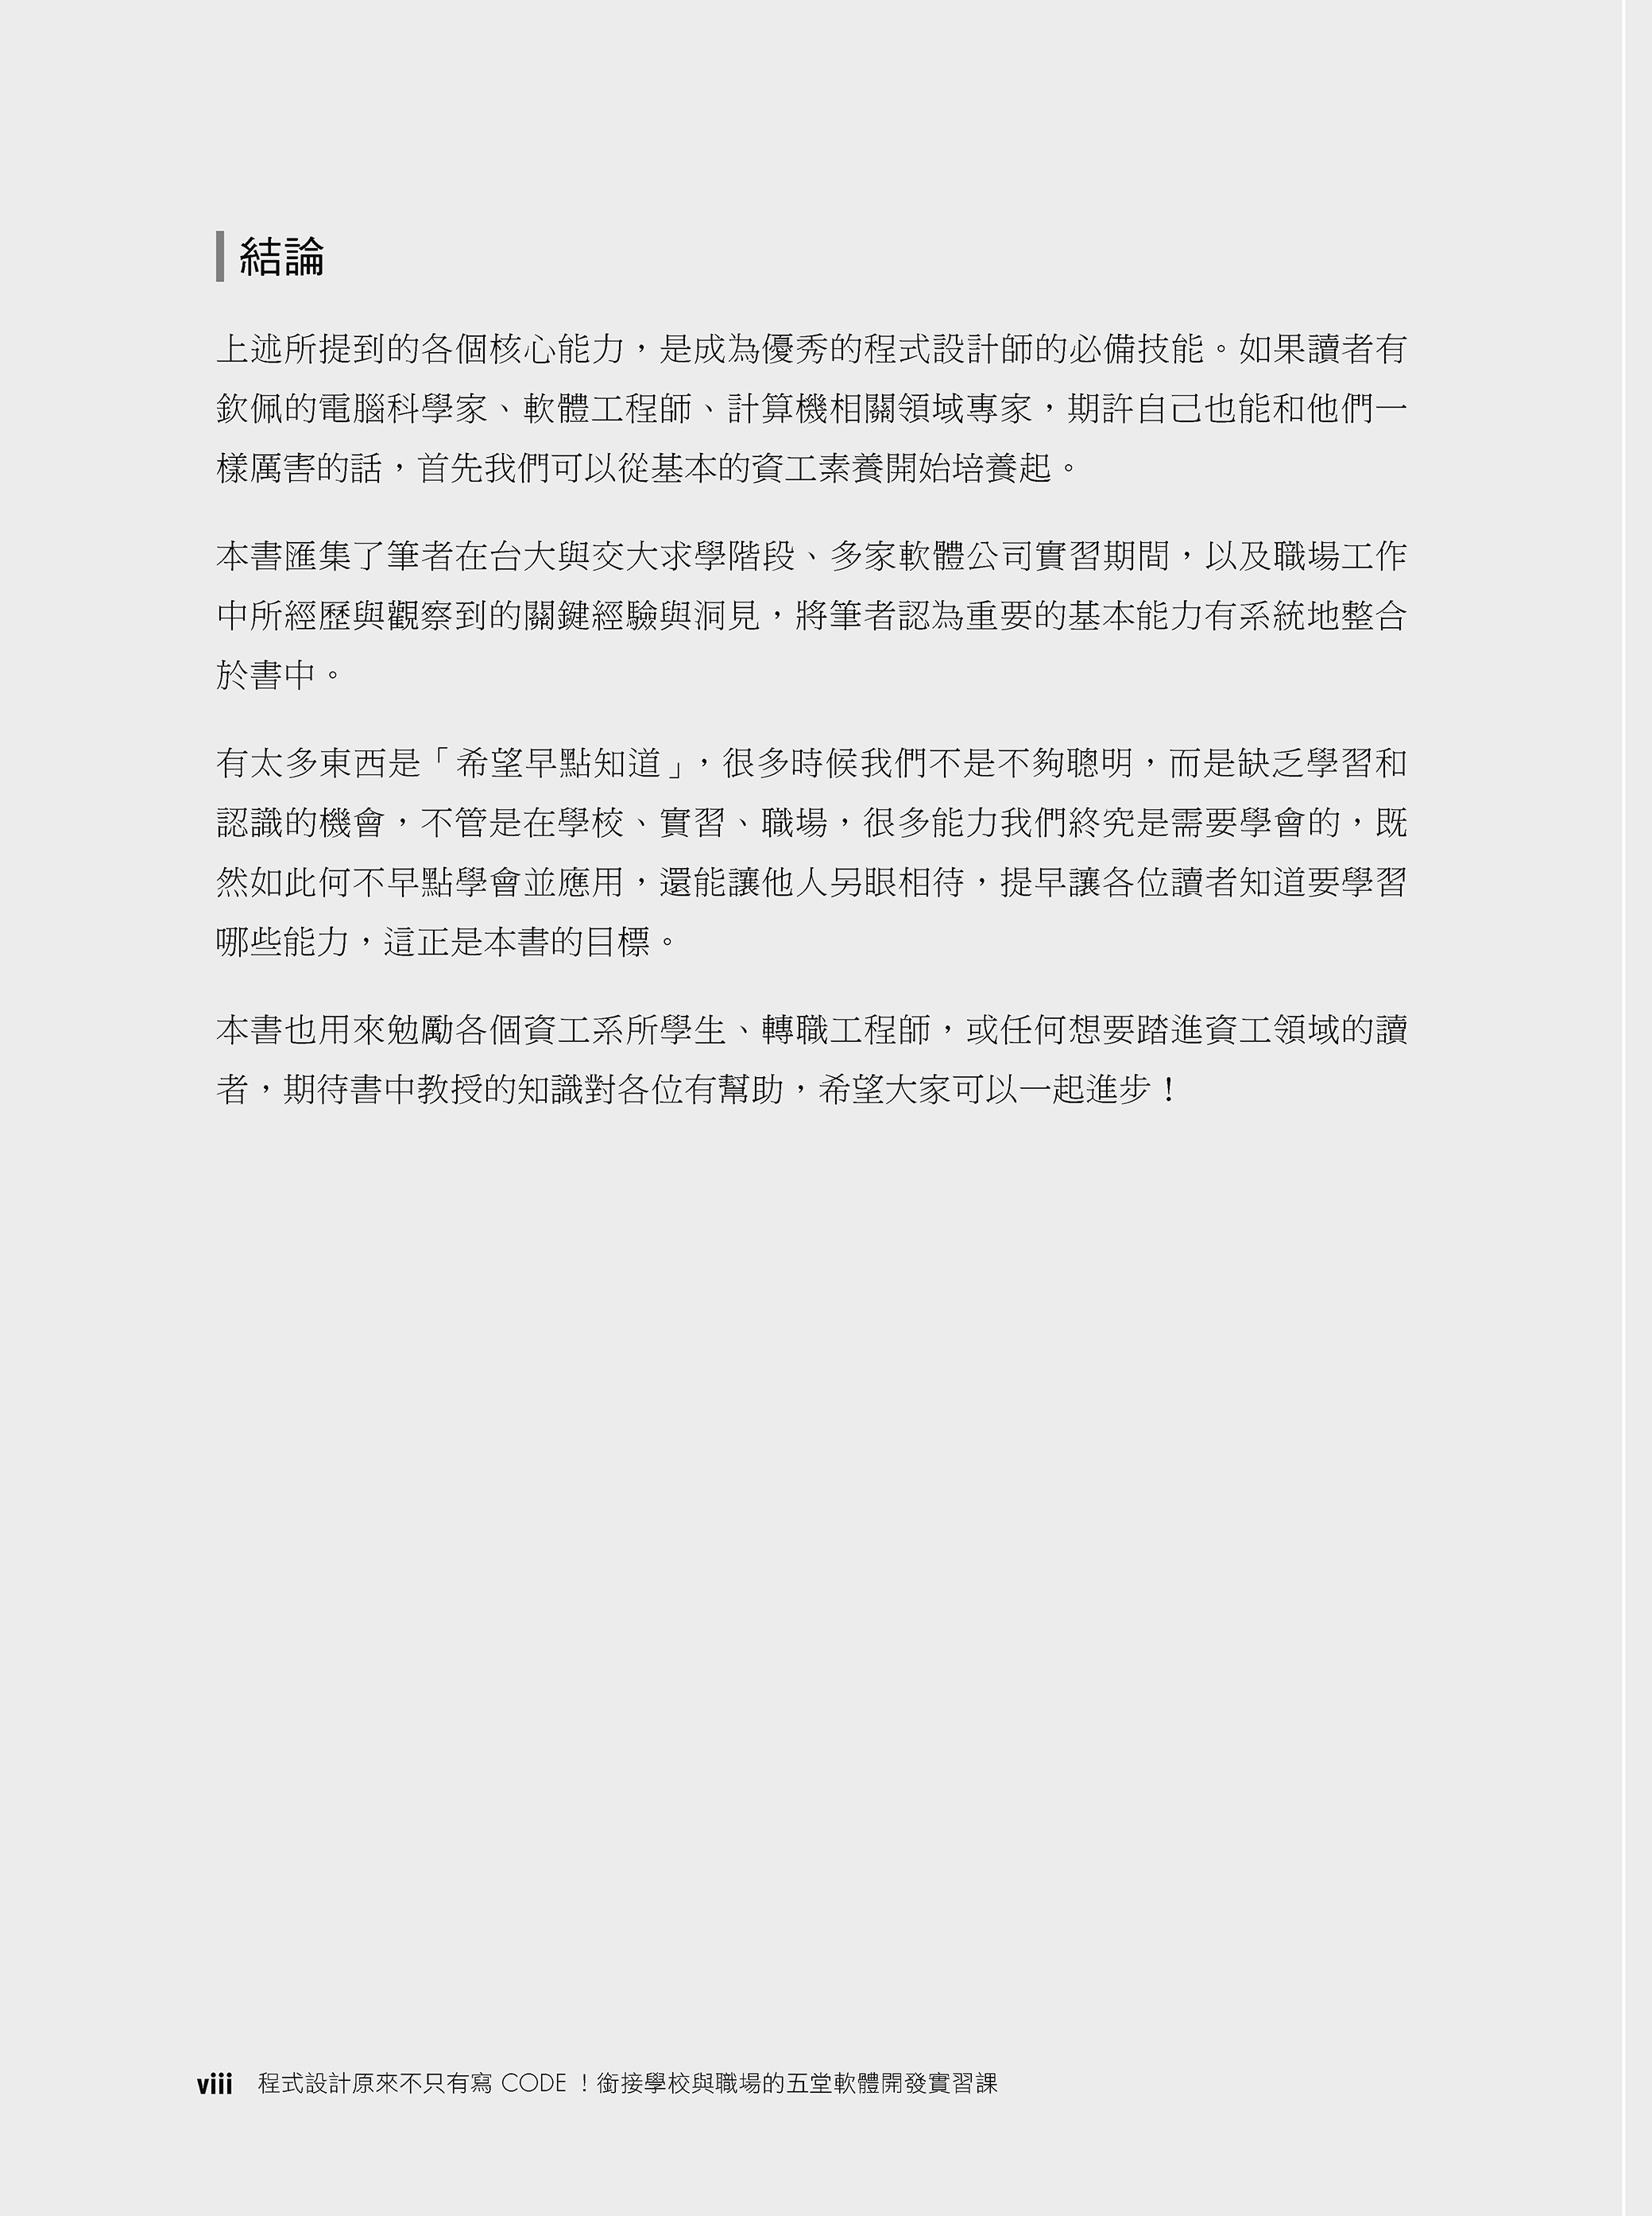 結論
上述所提到的各個核心能力，是成為優秀的程式設計師的必備技能。如果讀者有
欽佩的電腦科學家、軟體工程師、計算機相關領域專家，期許自己也能和他們一
樣厲害的話，首先我們可以從基本的資工素養開始培養起。
本書匯集了筆者在台大與交大求學階段、多家軟體公司實習期間，以及職場工作
中所經歷與觀察到的關鍵經驗與洞見，將筆者認為重要的基本能力有系統地整合
於書中。
有太多東西是「希望早點知道」，很多時候我們不是不夠聰明，而是缺乏學習和
認識的機會，不管是在學校、實習、職場，很多能力我們終究是需要學會的，既
然如此何不早點學會並應用，還能讓他人另眼相待，提早讓各位讀者知道要學習
哪些能力，這正是本書的目標。
本書也用來勉勵各個資工系所學生、轉職工程師，或任何想要踏進資工領域的讀
者，期待書中教授的知識對各位有幫助，希望大家可以一起進步！
viii 程式設計原來不只有寫 CODE！銜接學校與職場的五堂軟體開發實習課